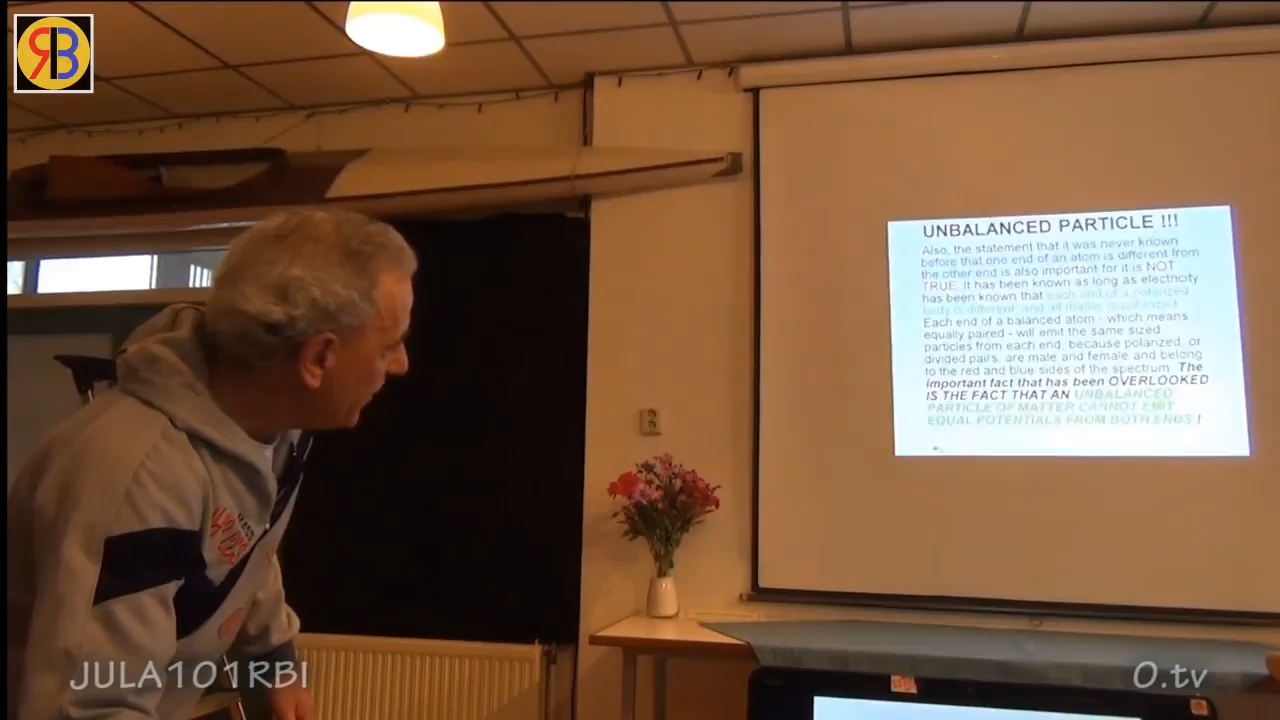 RB
UNBALANCED PARTICLE !!!
Also, the statement that it was never known
before that one end of an atom is different from
the other end is also important for it is NOT
TRUE. It has been known as long as electricity
has been known that each end of a polarized
body is different, and all matter is polarized.
Each end of a balanced atom - which means
equally paired - will emit the same sized
particles from each end, because polarized, or
divided pairs, are male and female and belong
to the red and blue sides of the spectrum. The
important fact that has been OVERLOOKED
IS THE FACT THAT AN UNBALANCED
PARTICLE OF MATTER CANNOT EMIT
EQUAL POTENTIALS FROM BOTH ENDS !
JULA101RBI
O.tv